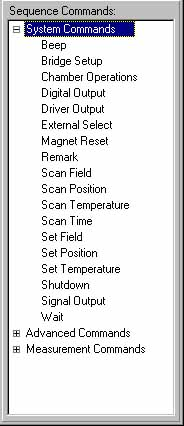 Sequence Commands:
System Commands
Beep
Bridge Setup
Chamber Operations
Digital Output
Driver Output
External Select
Magnet Reset
Remark
Scan Field
Scan Position
Scan Temperature
Scan Time
Set Field
Set Position
Set Temperature
Shutdown
Signal Output
Wait
Advanced Commands
Measurement Commands